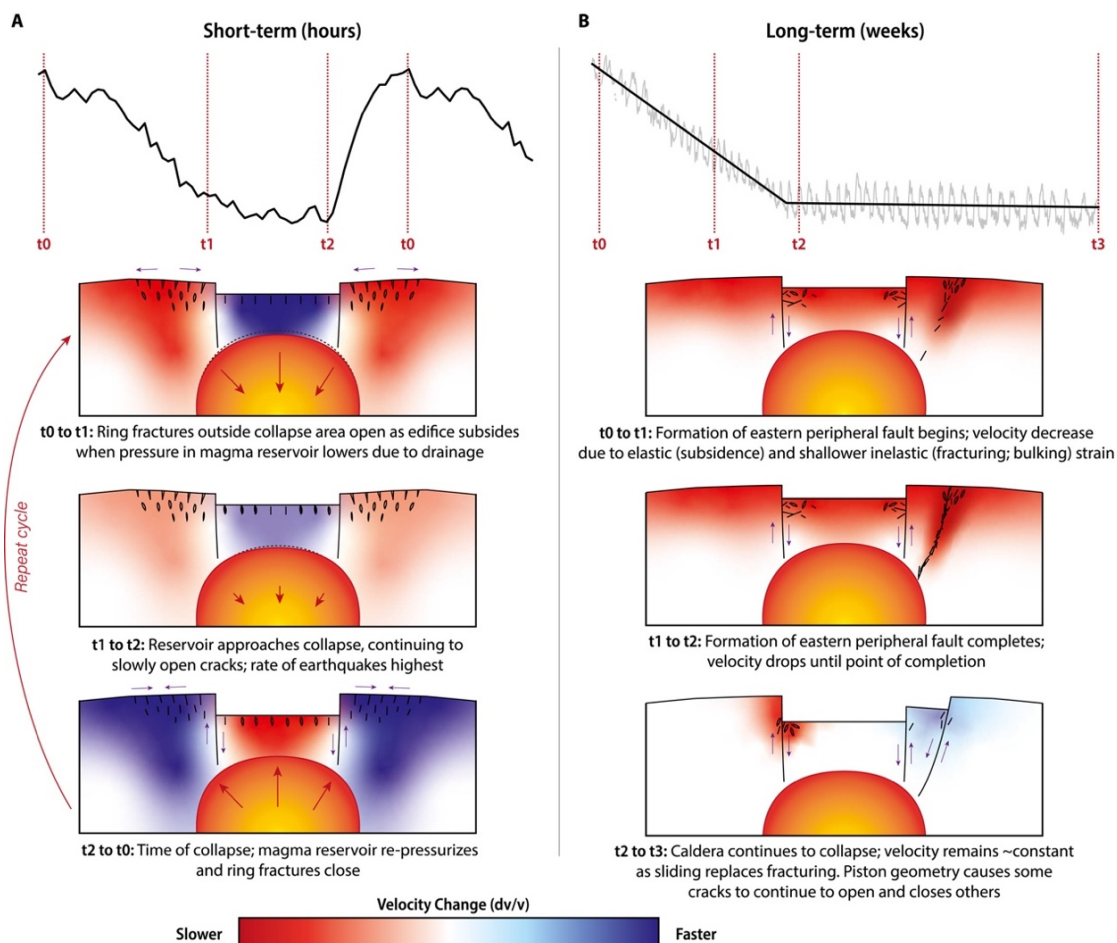 A
Short-term (hours)
t0
t1
t2
t0
t0 to t1: Ring fractures outside collapse area open as edifice subsides
when pressure in magma reservoir lowers due to drainage
Repeat cycle
t1 to t2: Reservoir approaches collapse, continuing to
slowly open cracks; rate of earthquakes highest
t2 to t0: Time of collapse; magma reservoir re-pressurizes
and ring fractures close
B
Long-term (weeks)
t0
t1
t2
t3
t0 to t1: Formation of eastern peripheral fault begins; velocity decrease
due to elastic (subsidence) and shallower inelastic (fracturing; bulking) strain
t1 to t2: Formation of eastern peripheral fault completes;
velocity drops until point of completion
t2 to t3: Caldera continues to collapse; velocity remains ~constant
as sliding replaces fracturing. Piston geometry causes some
cracks to continue to open and closes others
Velocity Change (dv/v)
Slower
Faster